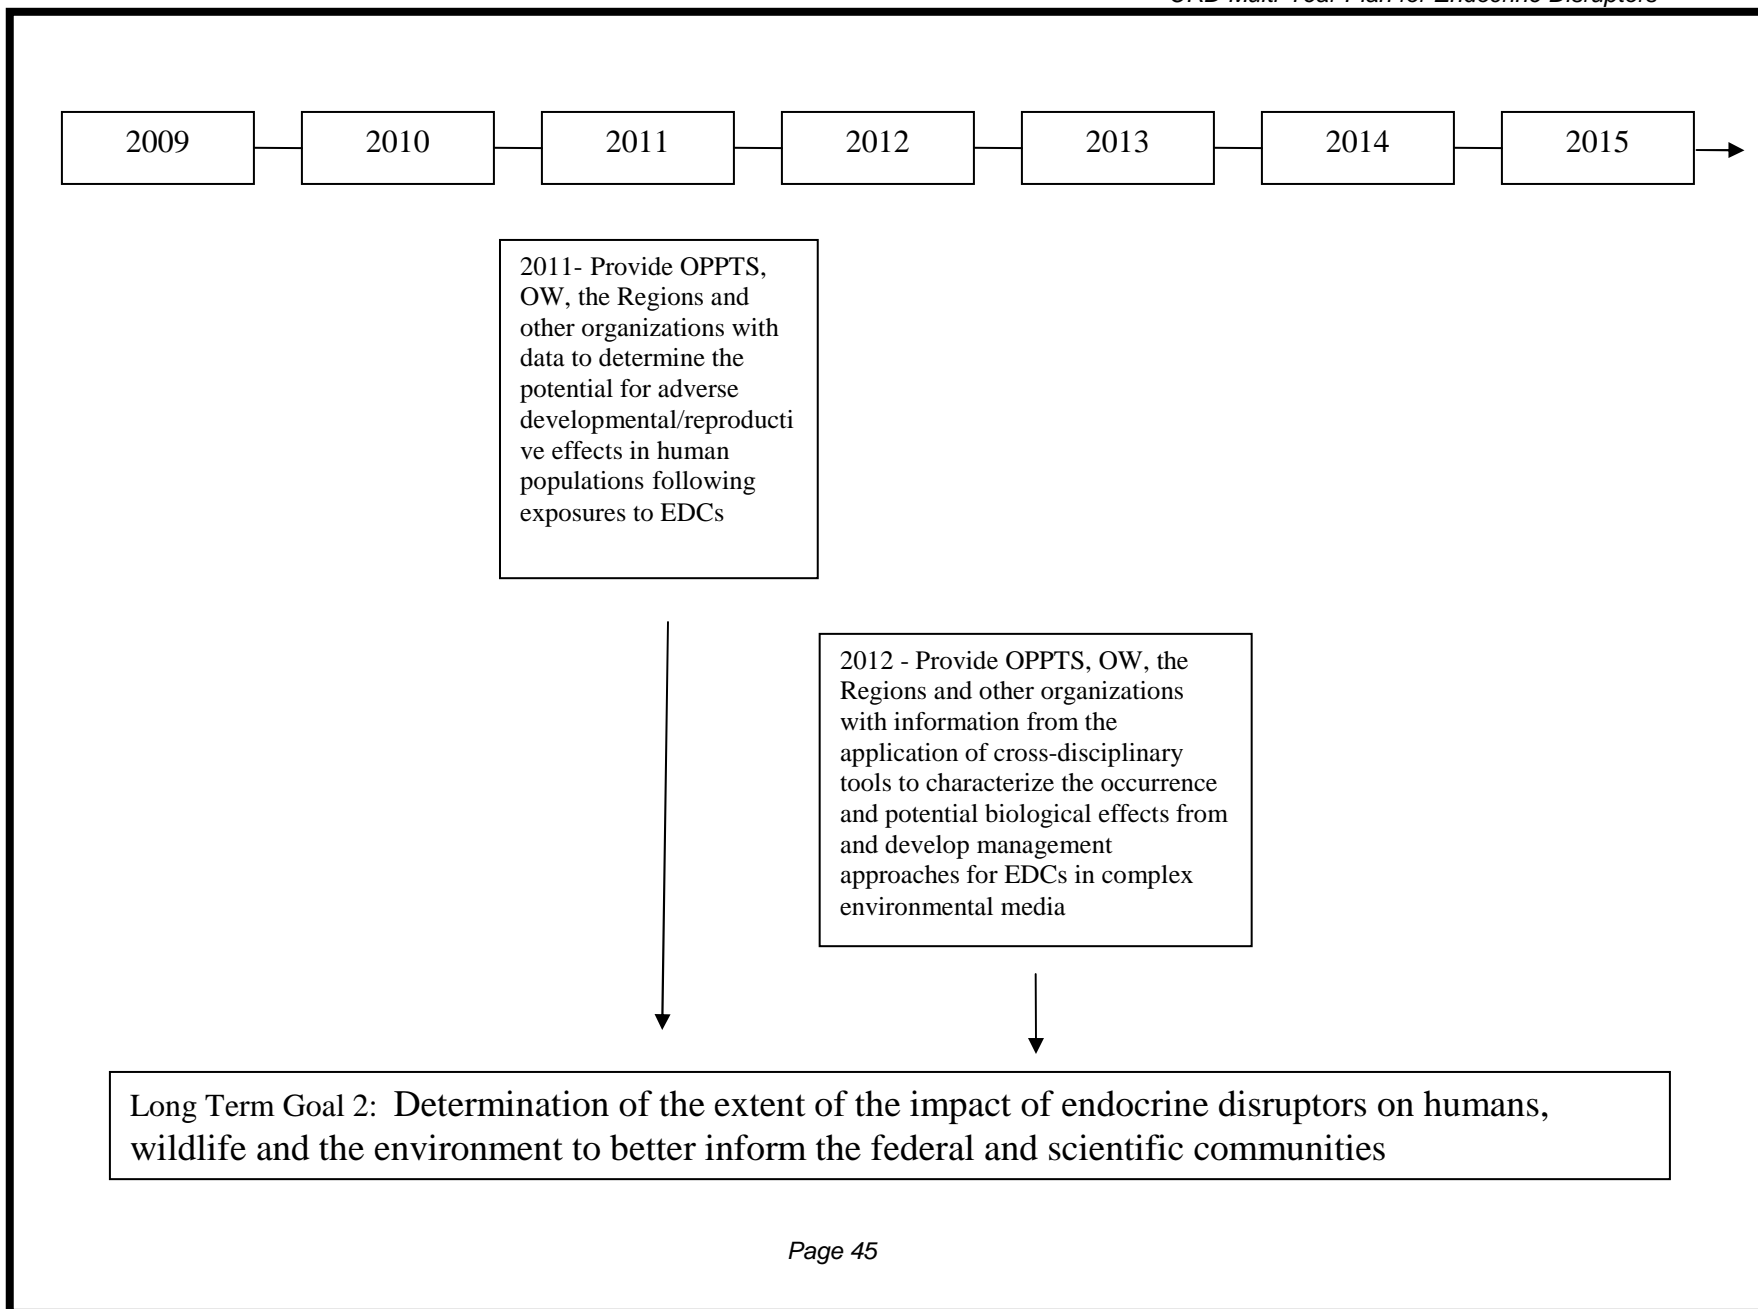 ORD Multi-Year Plan for Endocrine Disruptors
2009
2010
2011
2012
2013
2014
2015
2011- Provide OPPTS,
OW, the Regions and
other organizations with
data to determine the
potential for adverse
developmental/reproducti
ve effects in human
populations following
exposures to EDCs
2012 - Provide OPPTS, OW, the
Regions and other organizations
with information from the
application of cross-disciplinary
tools to characterize the occurrence
and potential biological effects from
and develop management
approaches for EDCs in complex
environmental media
Long Term Goal 2: Determination of the extent of the impact of endocrine disruptors on humans,
wildlife and the environment to better inform the federal and scientific communities
Page 45